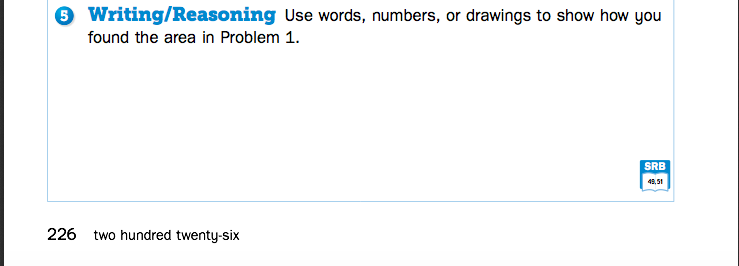 5 Writing/Reasoning Use words, numbers, or drawings to show how you
found the area in Problem 1.
SRB
49, 51
226 two hundred twenty-six